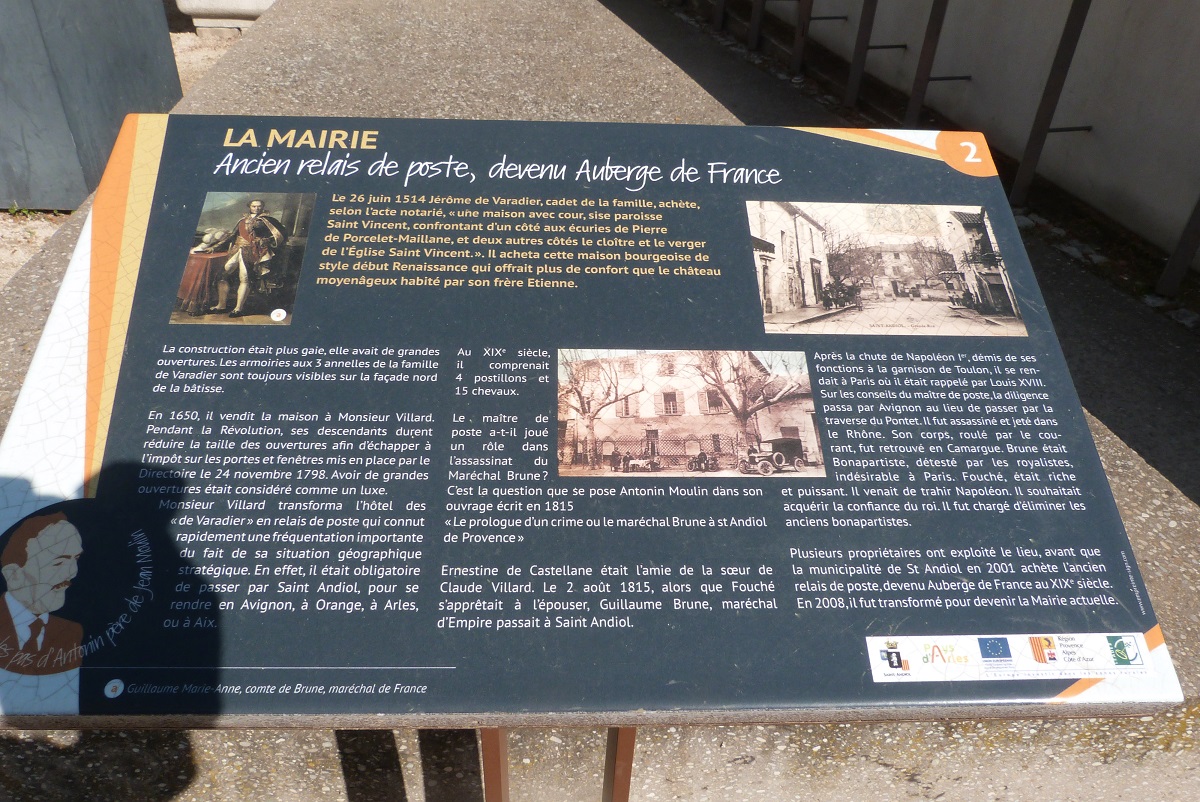 LA MAIRIE
Ancien relais de poste, devenu Auberge de France
2
Le 26 juin 1514 Jérôme de Varadier, cadet de la famille, achète,
selon l'acte notarié, « une maison avec cour, sise paroisse
Saint Vincent, confrontant d'un côté aux écuries de Pierre
de Porcelet-Maillane, et deux autres côtés le cloître et le verger
de l'Église Saint Vincent. ». Il acheta cette maison bourgeoise de
style début Renaissance qui offrait plus de confort que le château
moyenâgeux habité par son frère Etienne.
La construction était plus gaie, elle avait de grandes
ouvertures. Les armoiries aux 3 annelles de la famille
de Varadier sont toujours visibles sur la façade nord
de la bâtisse.
En 1650, il vendit la maison à Monsieur Villard.
Pendant la Révolution, ses descendants durent
réduire la taille des ouvertures afin d'échapper à
l'impôt sur les portes et fenêtres mis en place par le
Directoire le 24 novembre 1798. Avoir de grandes
ouvertures était considéré comme un luxe.
Monsieur Villard transforma l'hôtel des
« de Varadier » en relais de poste qui connut
rapidement une fréquentation importante
du fait de sa situation géographique
stratégique. En effet, il était obligatoire
de passer par Saint Andiol, pour se
rendre en Avignon, à Orange, à Arles,
ou à Aix.
Au XIXe siècle,
il comprenait
4 postillons et
15 chevaux.
Le maître de
poste a-t-il joué
un rôle dans
l'assassinat du
Maréchal Brune ?
C'est la question que se pose Antonin Moulin dans son
ouvrage écrit en 1815
« Le prologue d'un crime ou le maréchal Brune à st Andiol
de Provence »
Ernestine de Castellane était l'amie de la sœur de
Claude Villard. Le 2 août 1815, alors que Fouché
s'apprêtait à l'épouser, Guillaume Brune, maréchal
d'Empire passait à Saint Andiol.
SAINT-ANDIOL
Après la chute de Napoléon Ier, démis de ses
fonctions à la garnison de Toulon, il se ren-
dait à Paris où il était rappelé par Louis XVIII.
Sur les conseils du maître de poste, la diligence
passa par Avignon au lieu de passer par la
traverse du Pontet. Il fut assassiné et jeté dans
le Rhône. Son corps, roulé par le cou-
rant, fut retrouvé en Camargue. Brune était
Bonapartiste, détesté par les royalistes,
indésirable à Paris. Fouché, était riche
et puissant. Il venait de trahir Napoléon. Il souhaitait
acquérir la confiance du roi. Il fut chargé d'éliminer les
anciens bonapartistes.
Plusieurs propriétaires ont exploité le lieu, avant que
la municipalité de St Andiol en 2001 achète l'ancien
relais de poste, devenu Auberge de France au XIXe siècle.
En 2008, il fut transformé pour devenir la Mairie actuelle.
pas d'Antonin père de Jean Moulin
Guillaume Marie-Anne, comte de Brune, maréchal de France
Pays d'Arles
Région
Provence
Alpes
Côte d'Azur